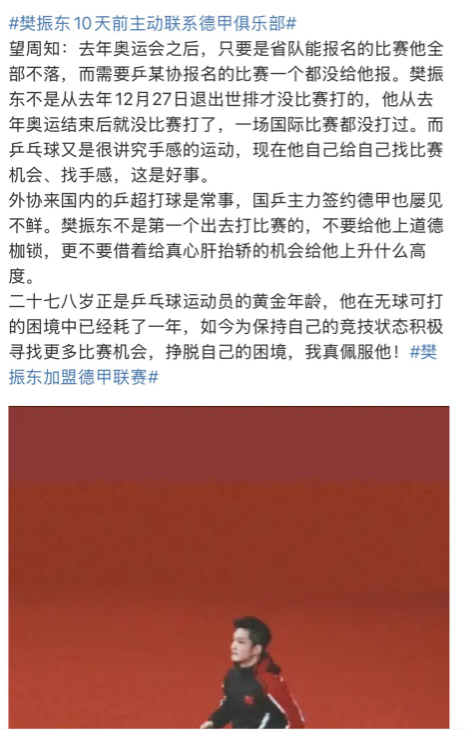 #樊振东10天前主动联系德甲俱乐部#
望周知：去年奥运会之后，只要是省队能报名的比赛他全
部不落，而需要乒某协报名的比赛一个都没给他报。樊振
东不是从去年12月27日退出世排才没比赛打的，他从去
年奥运结束后就没比赛打了，一场国际比赛都没打过。而
乒乓球又是很讲究手感的运动，现在他自己给自己找比赛
机会、找手感，这是好事。
外协来国内的乒超打球是常事，国乒主力签约德甲也屡见
不鲜。樊振东不是第一个出去打比赛的，不要给他上道德
枷锁，更不要借着给真心肝抬轿的机会给他上升什么高
度。
二十七八岁正是乒乓球运动员的黄金年龄，他在无球可打
的困境中已经耗了一年，如今为保持自己的竞技状态积极
寻找更多比赛机会，挣脱自己的困境，我真佩服他！#樊
振东加盟德甲联赛#